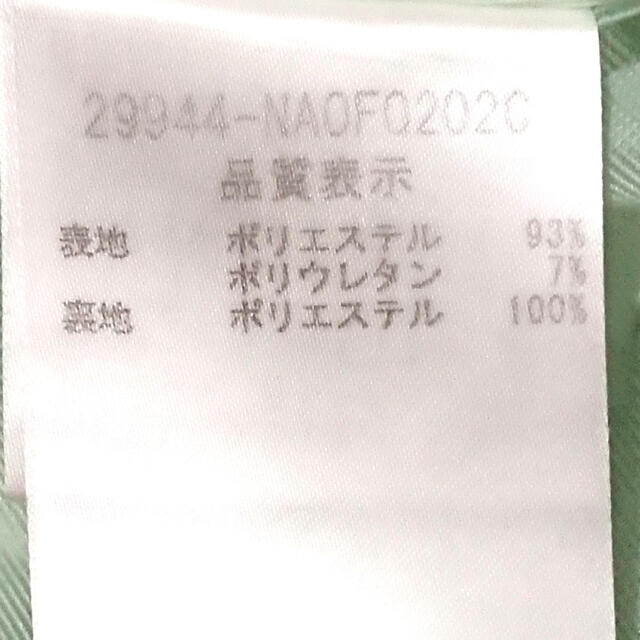 29944-NA0F0202C
品質表示
表地 ポリエステル 93%
ポリウレタン 7%
裏地 ポリエステル 100%